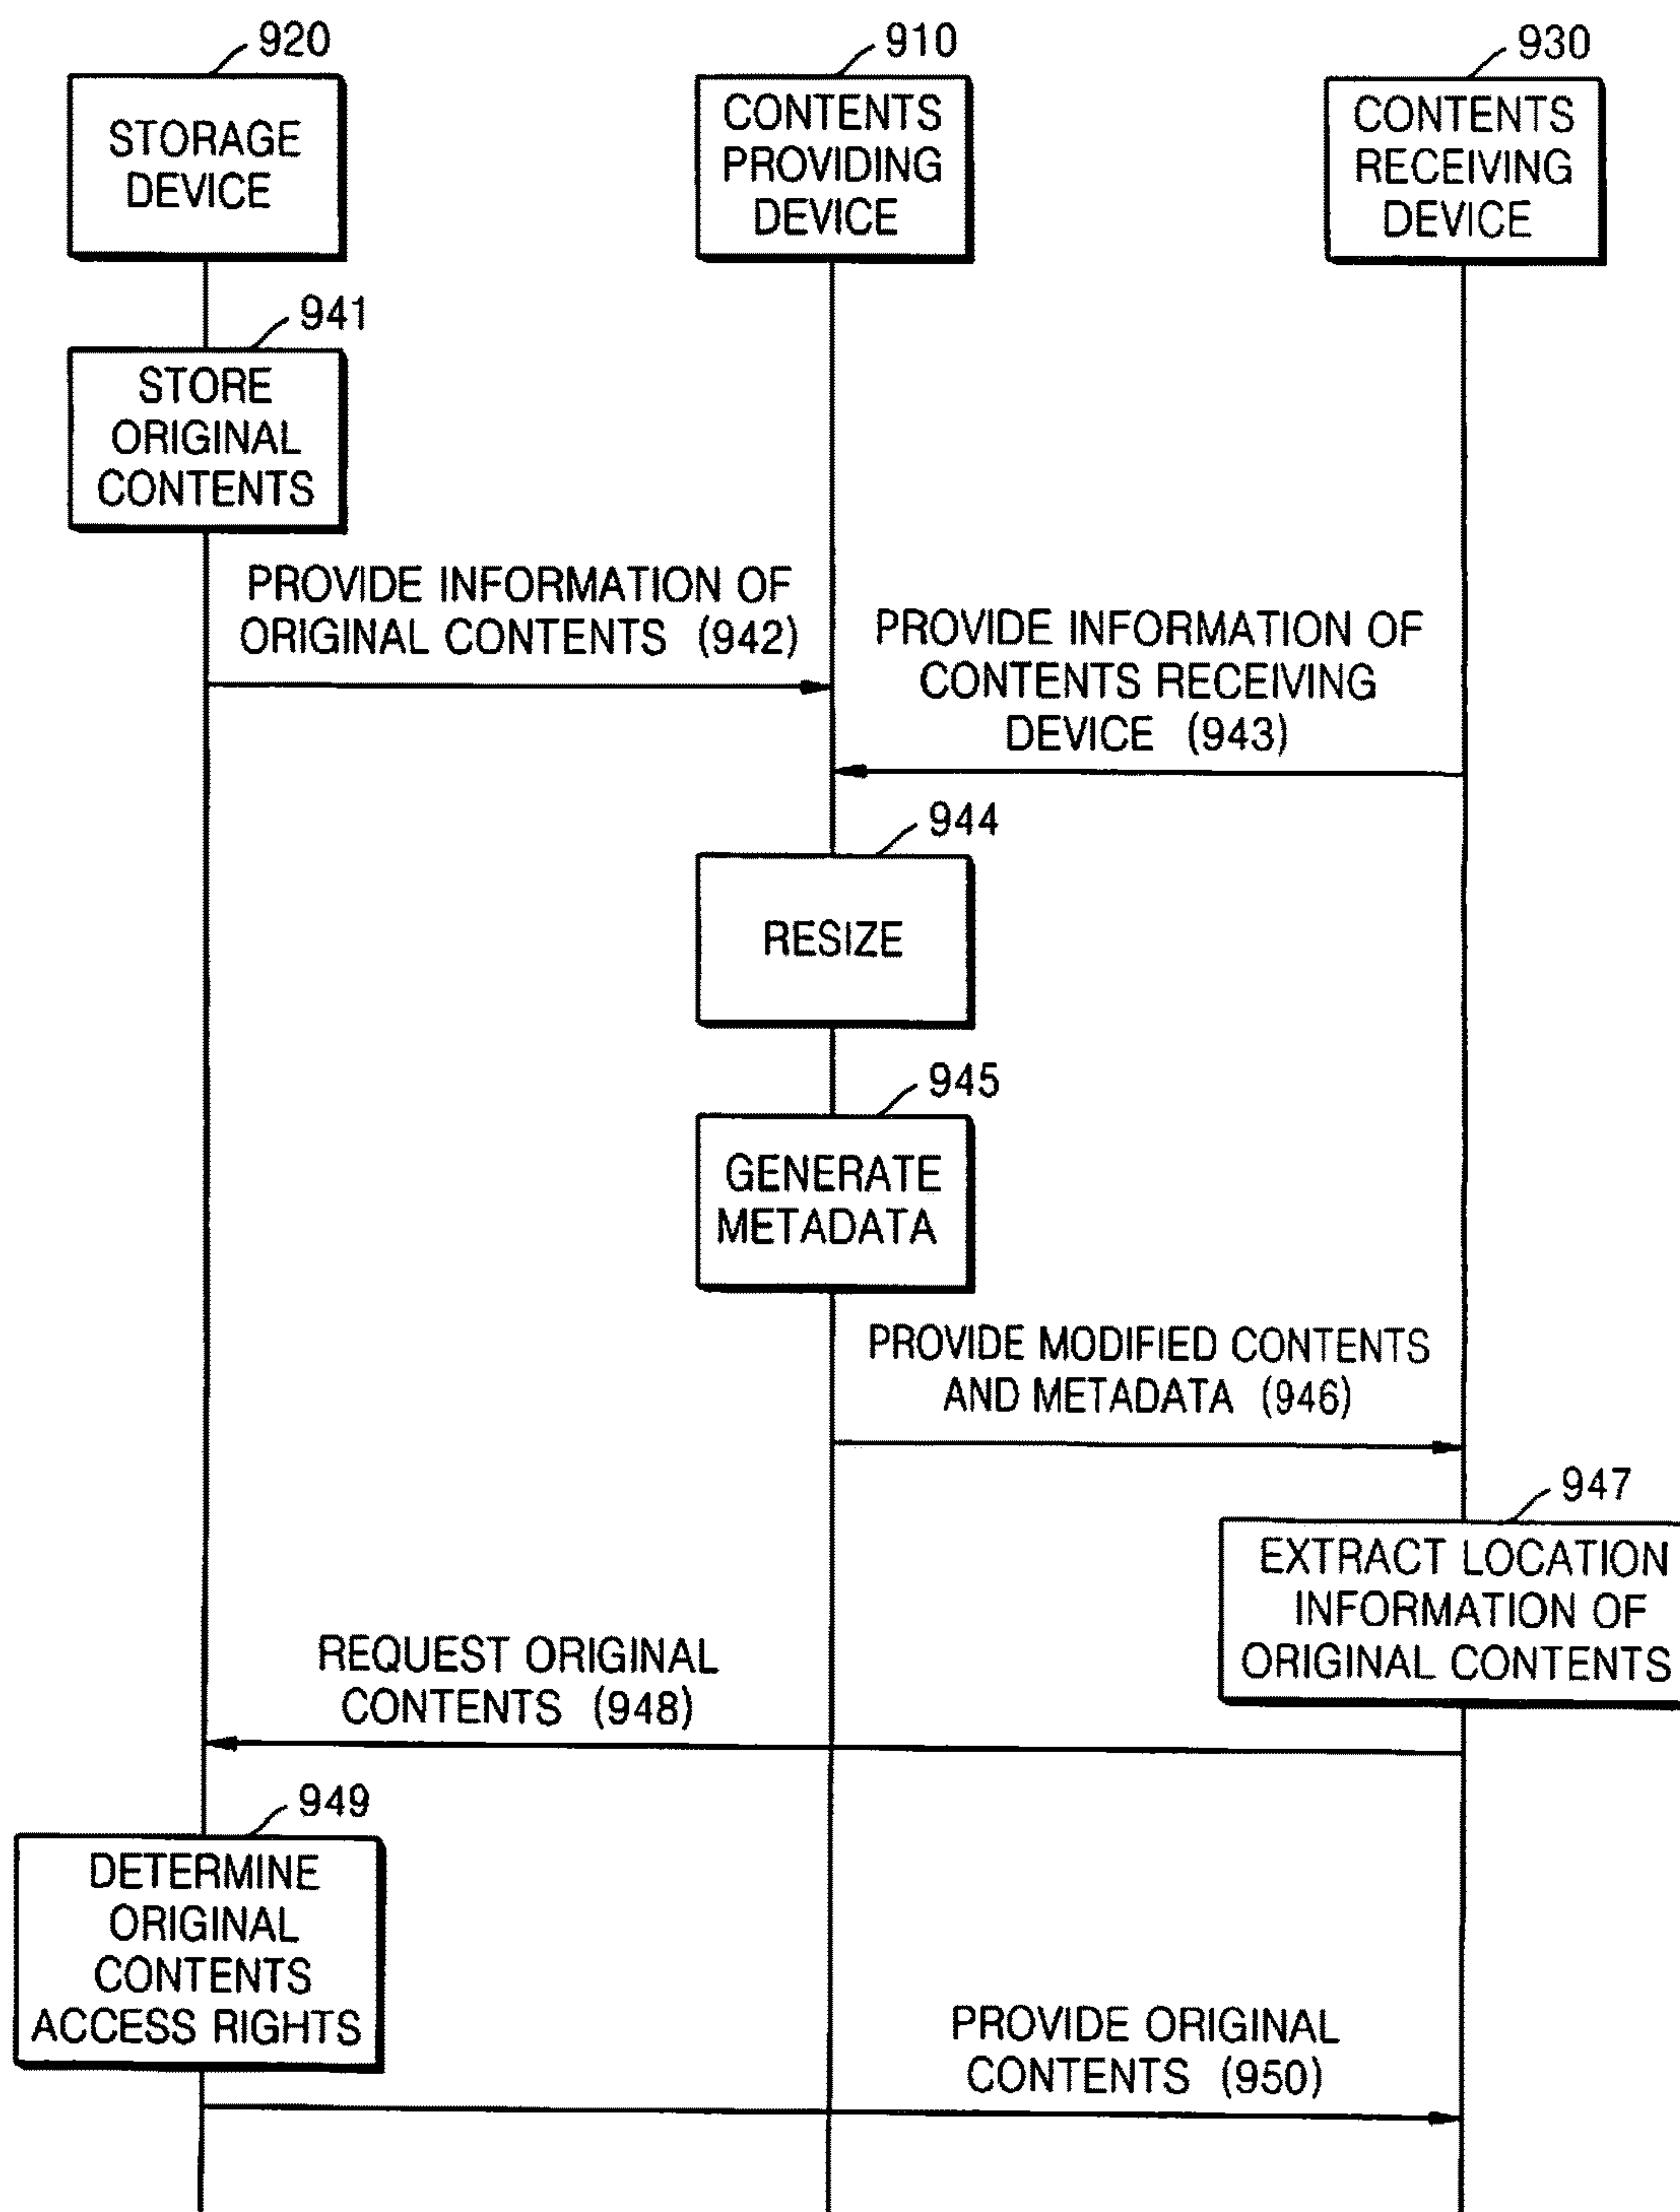 920
910
930
STORAGE
DEVICE
CONTENTS
PROVIDING
DEVICE
CONTENTS
RECEIVING
DEVICE
941
STORE
ORIGINAL
CONTENTS
PROVIDE INFORMATION OF
ORIGINAL CONTENTS (942)
PROVIDE INFORMATION OF
CONTENTS RECEIVING
DEVICE (943)
944
RESIZE
945
GENERATE
METADATA
PROVIDE MODIFIED CONTENTS
AND METADATA (946)
947
EXTRACT LOCATION
INFORMATION OF
ORIGINAL CONTENTS
REQUEST ORIGINAL
CONTENTS (948)
949
DETERMINE
ORIGINAL
CONTENTS
ACCESS RIGHTS
PROVIDE ORIGINAL
CONTENTS (950)